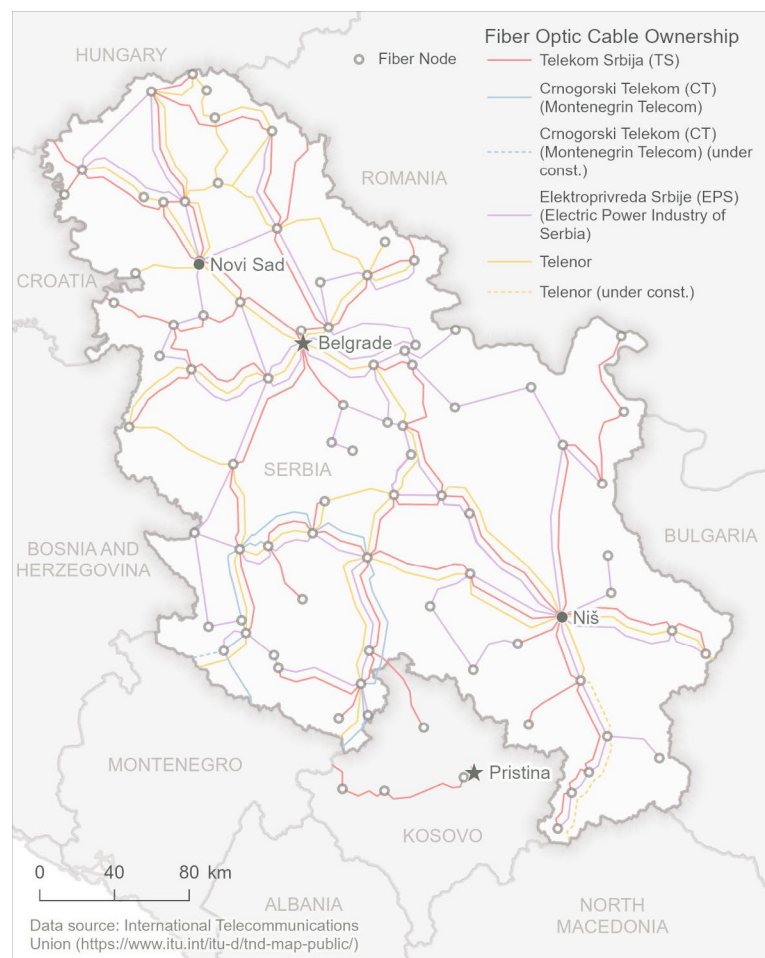 HUNGARY
Fiber Node
Fiber Optic Cable Ownership
Telekom Srbija (TS)
Crnogorski Telekom (CT)
(Montenegrin Telecom)
Crnogorski Telekom (CT)
(Montenegrin Telecom) (under
const.)
Elektroprivreda Srbije (EPS)
(Electric Power Industry of
Serbia)
Telenor
Telenor (under const.)
ROMANIA
CROATIA
Novi Sad
Belgrade
SERBIA
BOSNIA AND
HERZEGOVINA
BULGARIA
Niš
MONTENEGRO
Pristina
KOSOVO
0 40 80 km
ALBANIA
NORTH
MACEDONIA
Data source: International Telecommunications
Union (https://www.itu.int/itu-d/tnd-map-public/)